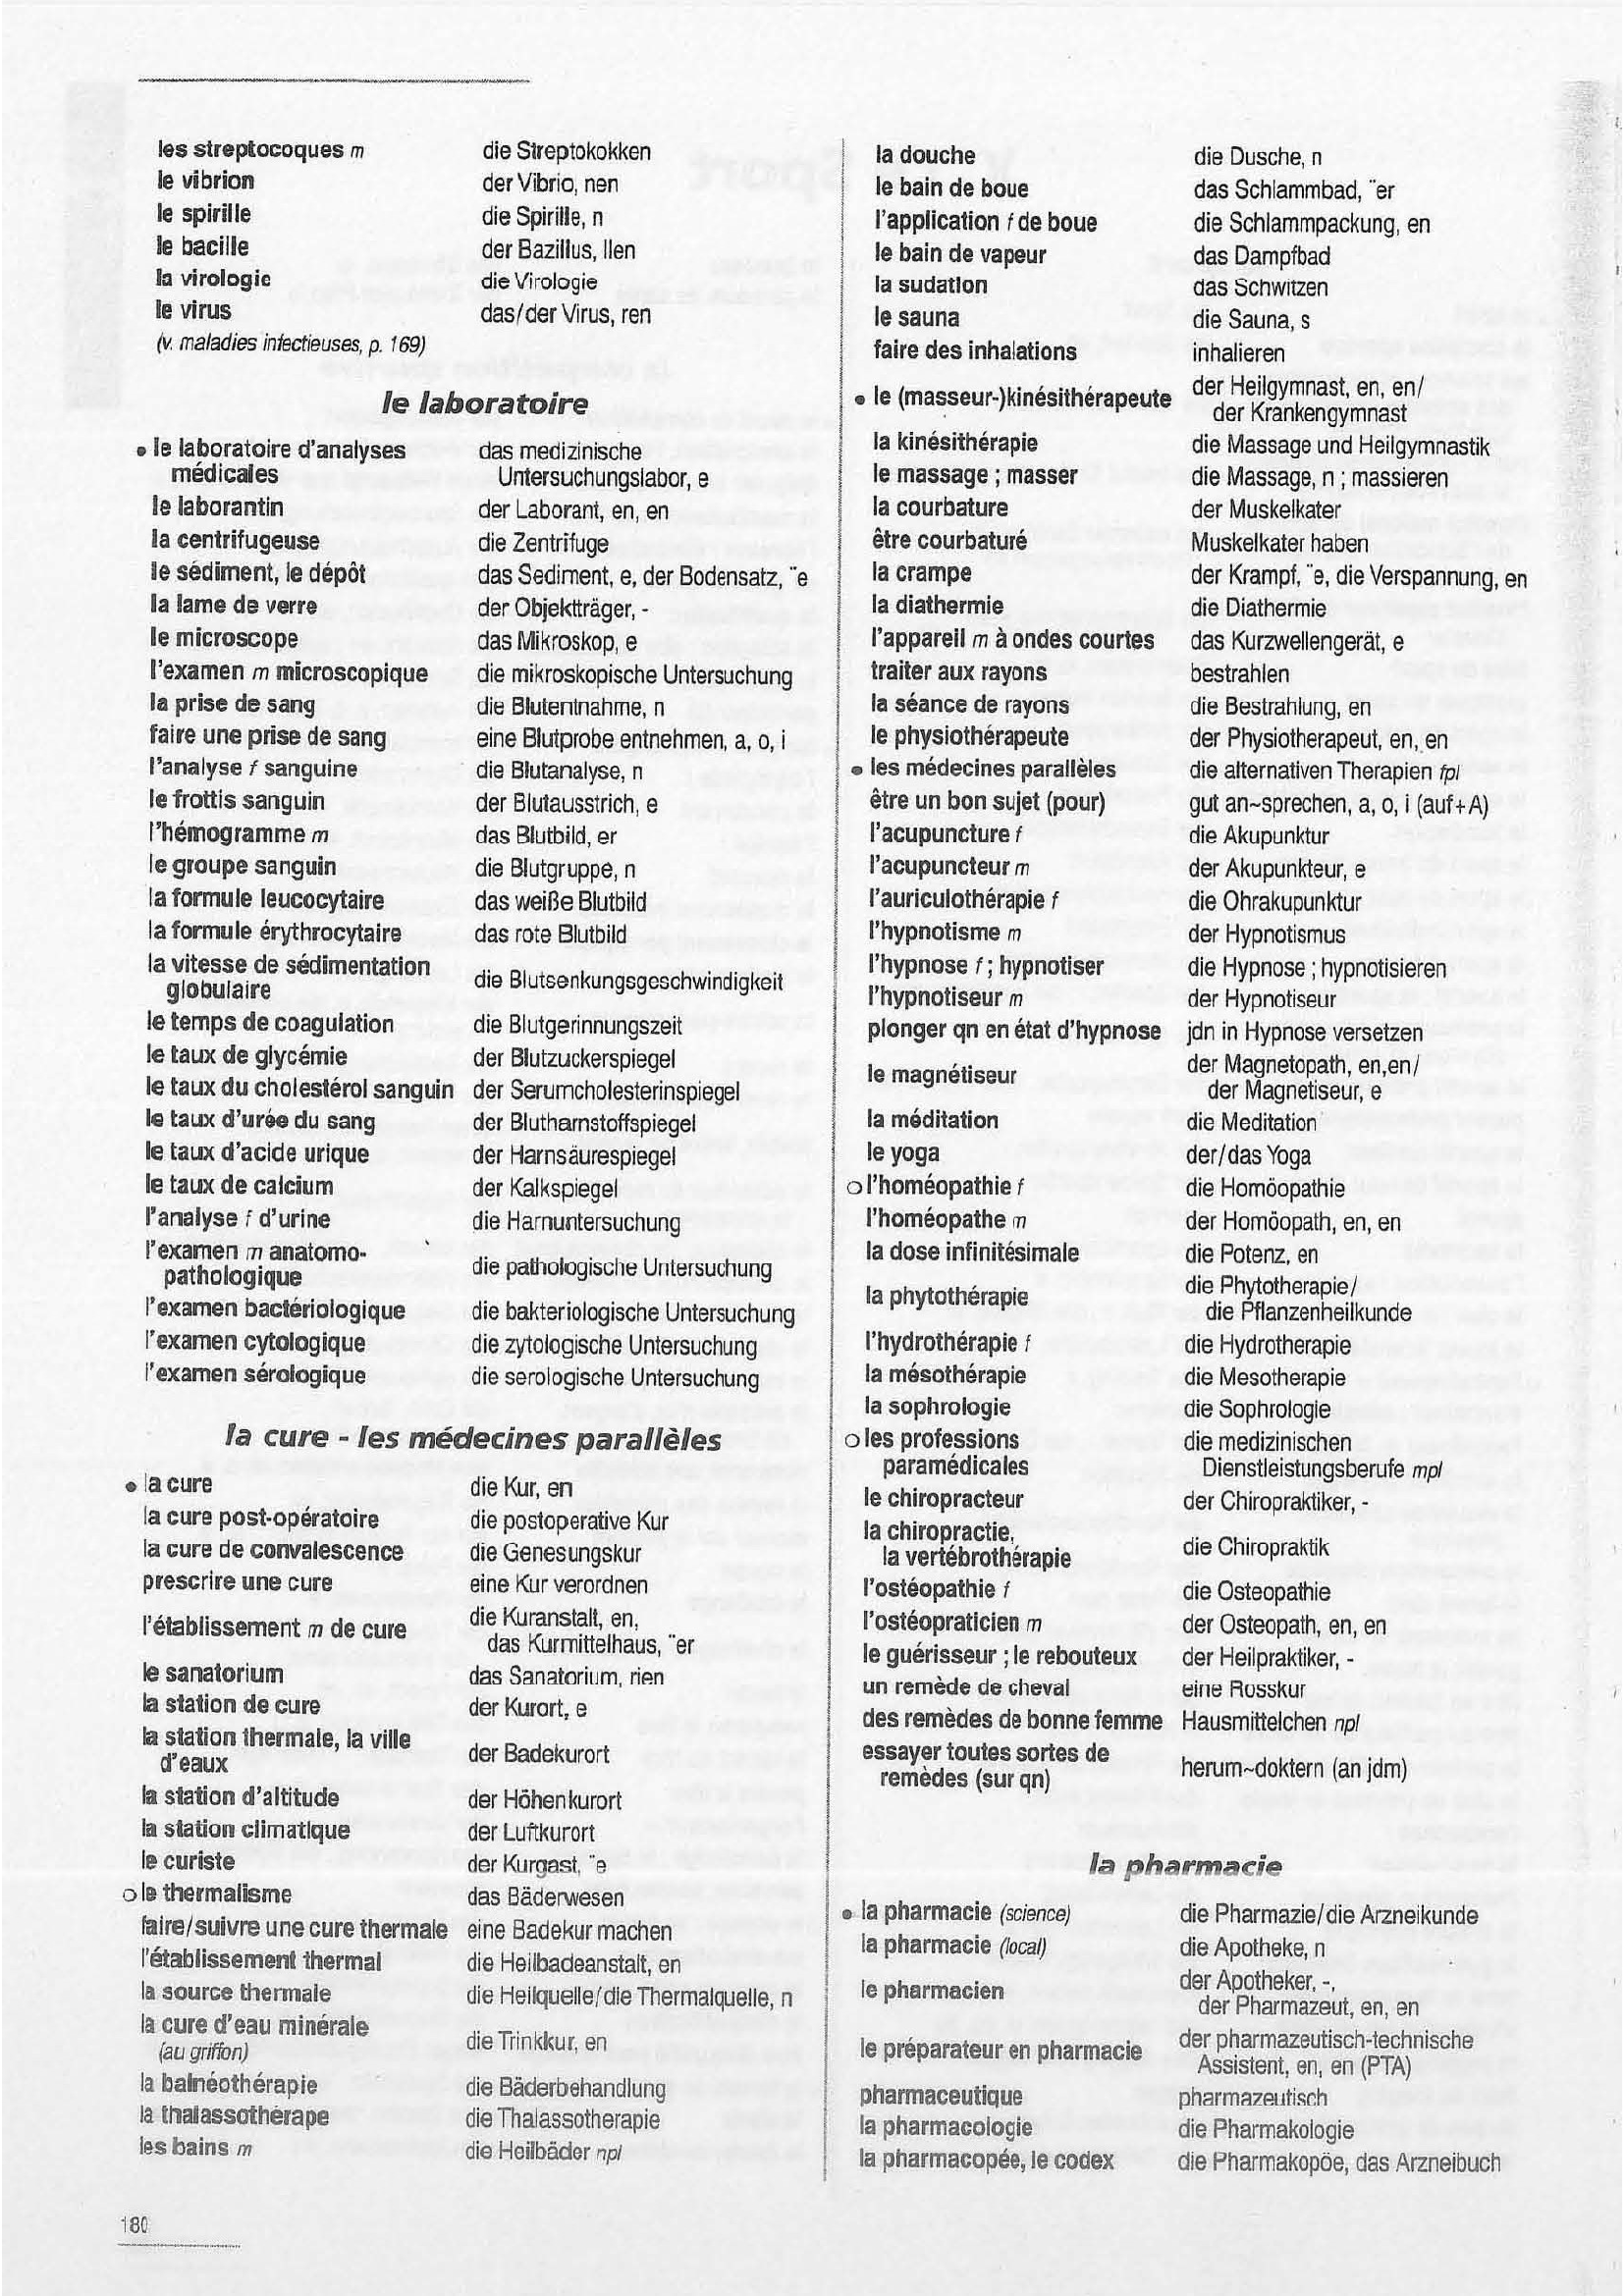 les streptocoques m die Streptokokken
le vibrion der Vibrio, nen
le spirille die Spirille, n
le bacille der Bazillus, llen
la virologie die Virologie
le virus das/der Virus, ren
(v. maladies infectieuses, p. 169)
le laboratoire
• le laboratoire d'analyses das medizinische
médicales Untersuchungslabor, e
le laborantin der Laborant, en, en
la centrifugeuse die Zentrifuge
le sédiment, le dépôt das Sediment, e, der Bodensatz, ¨e
la lame de verre der Objektträger, -
le microscope das Mikroskop, e
l'examen m microscopique die mikroskopische Untersuchung
la prise de sang die Blutentnahme, n
faire une prise de sang eine Blutprobe entnehmen, a, o, i
l'analyse f sanguine die Blutanalyse, n
le frottis sanguin der Blutausstrich, e
l'hémogramme m das Blutbild, er
le groupe sanguin die Blutgruppe, n
la formule leucocytaire das weiße Blutbild
la formule érythrocytaire das rote Blutbild
la vitesse de sédimentation
globulaire die Blutsenkungsgeschwindigkeit
le temps de coagulation die Blutgerinnungszeit
le taux de glycémie der Blutzuckerspiegel
le taux du cholestérol sanguin der Serumcholesterinspiegel
le taux d'urée du sang der Blutharnstoffspiegel
le taux d'acide urique der Harnsäurespiegel
le taux de calcium der Kalkspiegel
l'analyse f d'urine die Harnuntersuchung
l'examen m anatomo-
pathologique die pathologische Untersuchung
l'examen bactériologique die bakteriologische Untersuchung
l'examen cytologique die zytologische Untersuchung
l'examen sérologique die serologische Untersuchung
la cure - les médecines parallèles
• la cure die Kur, en
la cure post-opératoire die postoperative Kur
la cure de convalescence die Genesungskur
prescrire une cure eine Kur verordnen
l'établissement m de cure die Kuranstalt, en,
das Kurmittelhaus, ¨er
le sanatorium das Sanatorium, rien
la station de cure der Kurort, e
la station thermale, la ville
d'eaux der Badekurort
la station d'altitude der Höhenkurort
la station climatique der Luftkurort
le curiste der Kurgast, ¨e
o le thermalisme das Bäderwesen
faire/suivre une cure thermale eine Badekur machen
l'établissement thermal die Heilbadeanstalt, en
la source thermale die Heilquelle/die Thermalquelle, n
la cure d'eau minérale
(au griffon) die Trinkkur, en
la balnéothérapie die Bäderbehandlung
la thalassothérape die Thalassotherapie
les bains m die Heilbäder npl
180
la douche die Dusche, n
le bain de boue das Schlammbad, ¨er
l'application f de boue die Schlammpackung, en
le bain de vapeur das Dampfbad
la sudation das Schwitzen
le sauna die Sauna, s
faire des inhalations inhalieren
• le (masseur-)kinésithérapeute der Heilgymnast, en, en/
der Krankengymnast
la kinésithérapie die Massage und Heilgymnastik
le massage ; masser die Massage, n ; massieren
la courbature der Muskelkater
être courbaturé Muskelkater haben
la crampe der Krampf, ¨e, die Verspannung, en
la diathermie die Diathermie
l'appareil m à ondes courtes das Kurzwellengerät, e
traiter aux rayons bestrahlen
la séance de rayons die Bestrahlung, en
le physiothérapeute der Physiotherapeut, en, en
• les médecines parallèles die alternativen Therapien fpl
être un bon sujet (pour) gut an~sprechen, a, o, i (auf+A)
l'acupuncture f die Akupunktur
l'acupuncteur m der Akupunkteur, e
l'auriculothérapie f die Ohrakupunktur
l'hypnotisme m der Hypnotismus
l'hypnose f ; hypnotiser die Hypnose ; hypnotisieren
l'hypnotiseur m der Hypnotiseur
plonger qn en état d'hypnose jdn in Hypnose versetzen
le magnétiseur der Magnetopath, en,en/
der Magnetiseur, e
la méditation die Meditation
le yoga der/das Yoga
o l'homéopathie f die Homöopathie
l'homéopathe m der Homöopath, en, en
la dose infinitésimale die Potenz, en
la phytothérapie die Phytotherapie/
die Pflanzenheilkunde
l'hydrothérapie f die Hydrotherapie
la mésothérapie die Mesotherapie
la sophrologie die Sophrologie
o les professions die medizinischen
paramédicales Dienstleistungsberufe mpl
le chiropracteur der Chiropraktiker, -
la chiropractie,
la vertébrothérapie die Chiropraktik
l'ostéopathie f die Osteopathie
l'ostéopraticien m der Osteopath, en, en
le guérisseur ; le rebouteux der Heilpraktiker, -
un remède de cheval eine Rosskur
des remèdes de bonne femme Hausmittelchen npl
essayer toutes sortes de
remèdes (sur qn) herum~doktern (an jdm)
la pharmacie
• la pharmacie (science) die Pharmazie/die Arzneikunde
la pharmacie (local) die Apotheke, n
le pharmacien der Apotheker, -,
der Pharmazeut, en, en
le préparateur en pharmacie der pharmazeutisch-technische
Assistent, en, en (PTA)
pharmaceutique pharmazeutisch
la pharmacologie die Pharmakologie
la pharmacopée, le codex die Pharmakopöe, das Arzneibuch